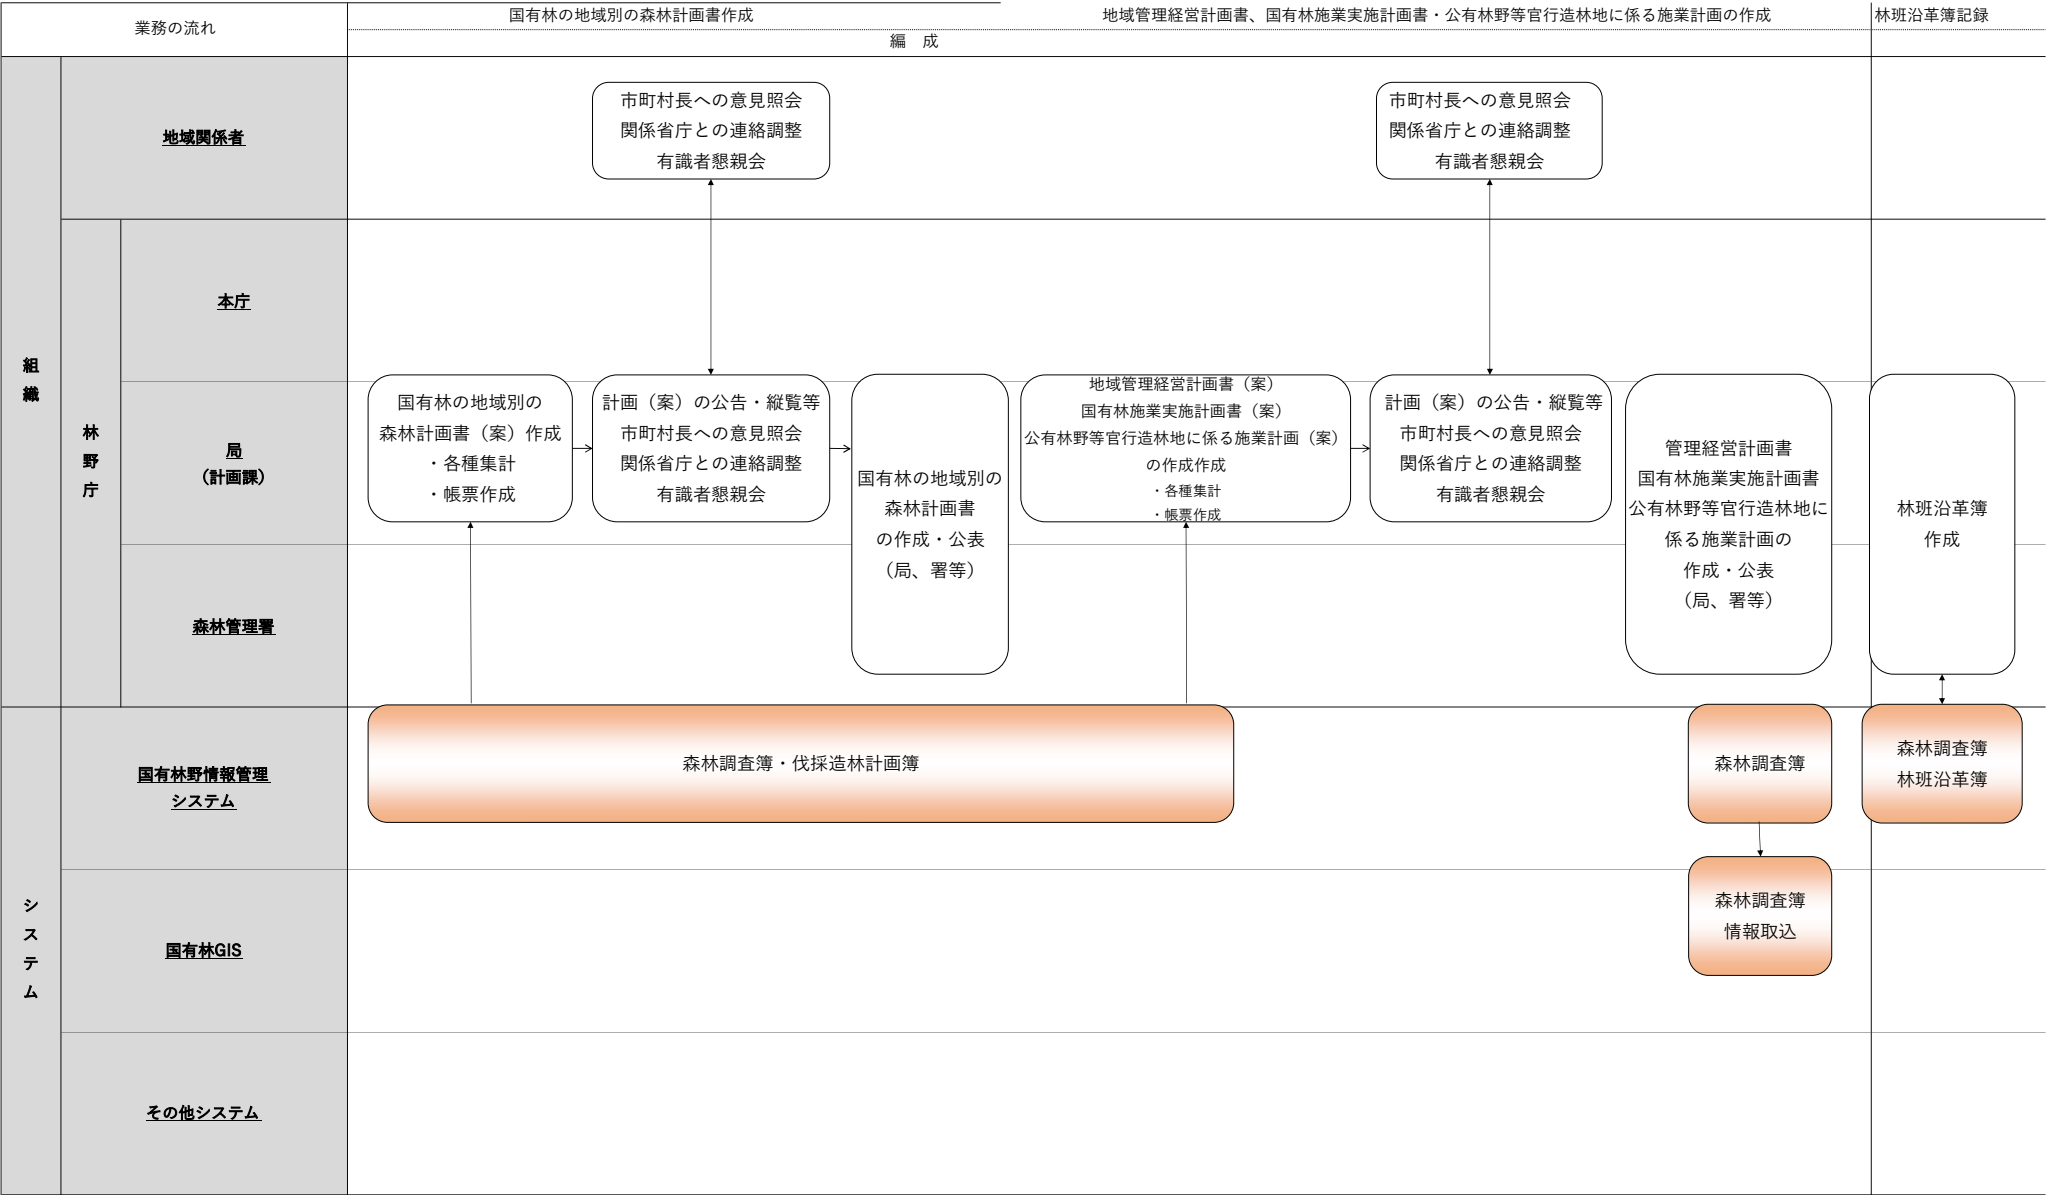 業務の流れ
国有林の地域別の森林計画書作成
地域管理経営計画書、国有林施業実施計画書・公有林野等官行造林地に係る施業計画の作成
林班沿革簿記録
編　成
組織
地域関係者
市町村長への意見照会
関係省庁との連絡調整
有識者懇親会
市町村長への意見照会
関係省庁との連絡調整
有識者懇親会
林野庁
本庁
局
（計画課）
国有林の地域別の
森林計画書（案）作成
・各種集計
・帳票作成
計画（案）の公告・縦覧等
市町村長への意見照会
関係省庁との連絡調整
有識者懇親会
国有林の地域別の
森林計画書
の作成・公表
（局、署等）
地域管理経営計画書（案）
国有林施業実施計画書（案）
公有林野等官行造林地に係る施業計画（案）
の作成作成
・各種集計
・帳票作成
計画（案）の公告・縦覧等
市町村長への意見照会
関係省庁との連絡調整
有識者懇親会
管理経営計画書
国有林施業実施計画書
公有林野等官行造林地に
係る施業計画の
作成・公表
（局、署等）
林班沿革簿
作成
森林管理署
システム
国有林野情報管理
システム
森林調査簿・伐採造林計画簿
森林調査簿
森林調査簿
林班沿革簿
国有林GIS
森林調査簿
情報取込
その他システム